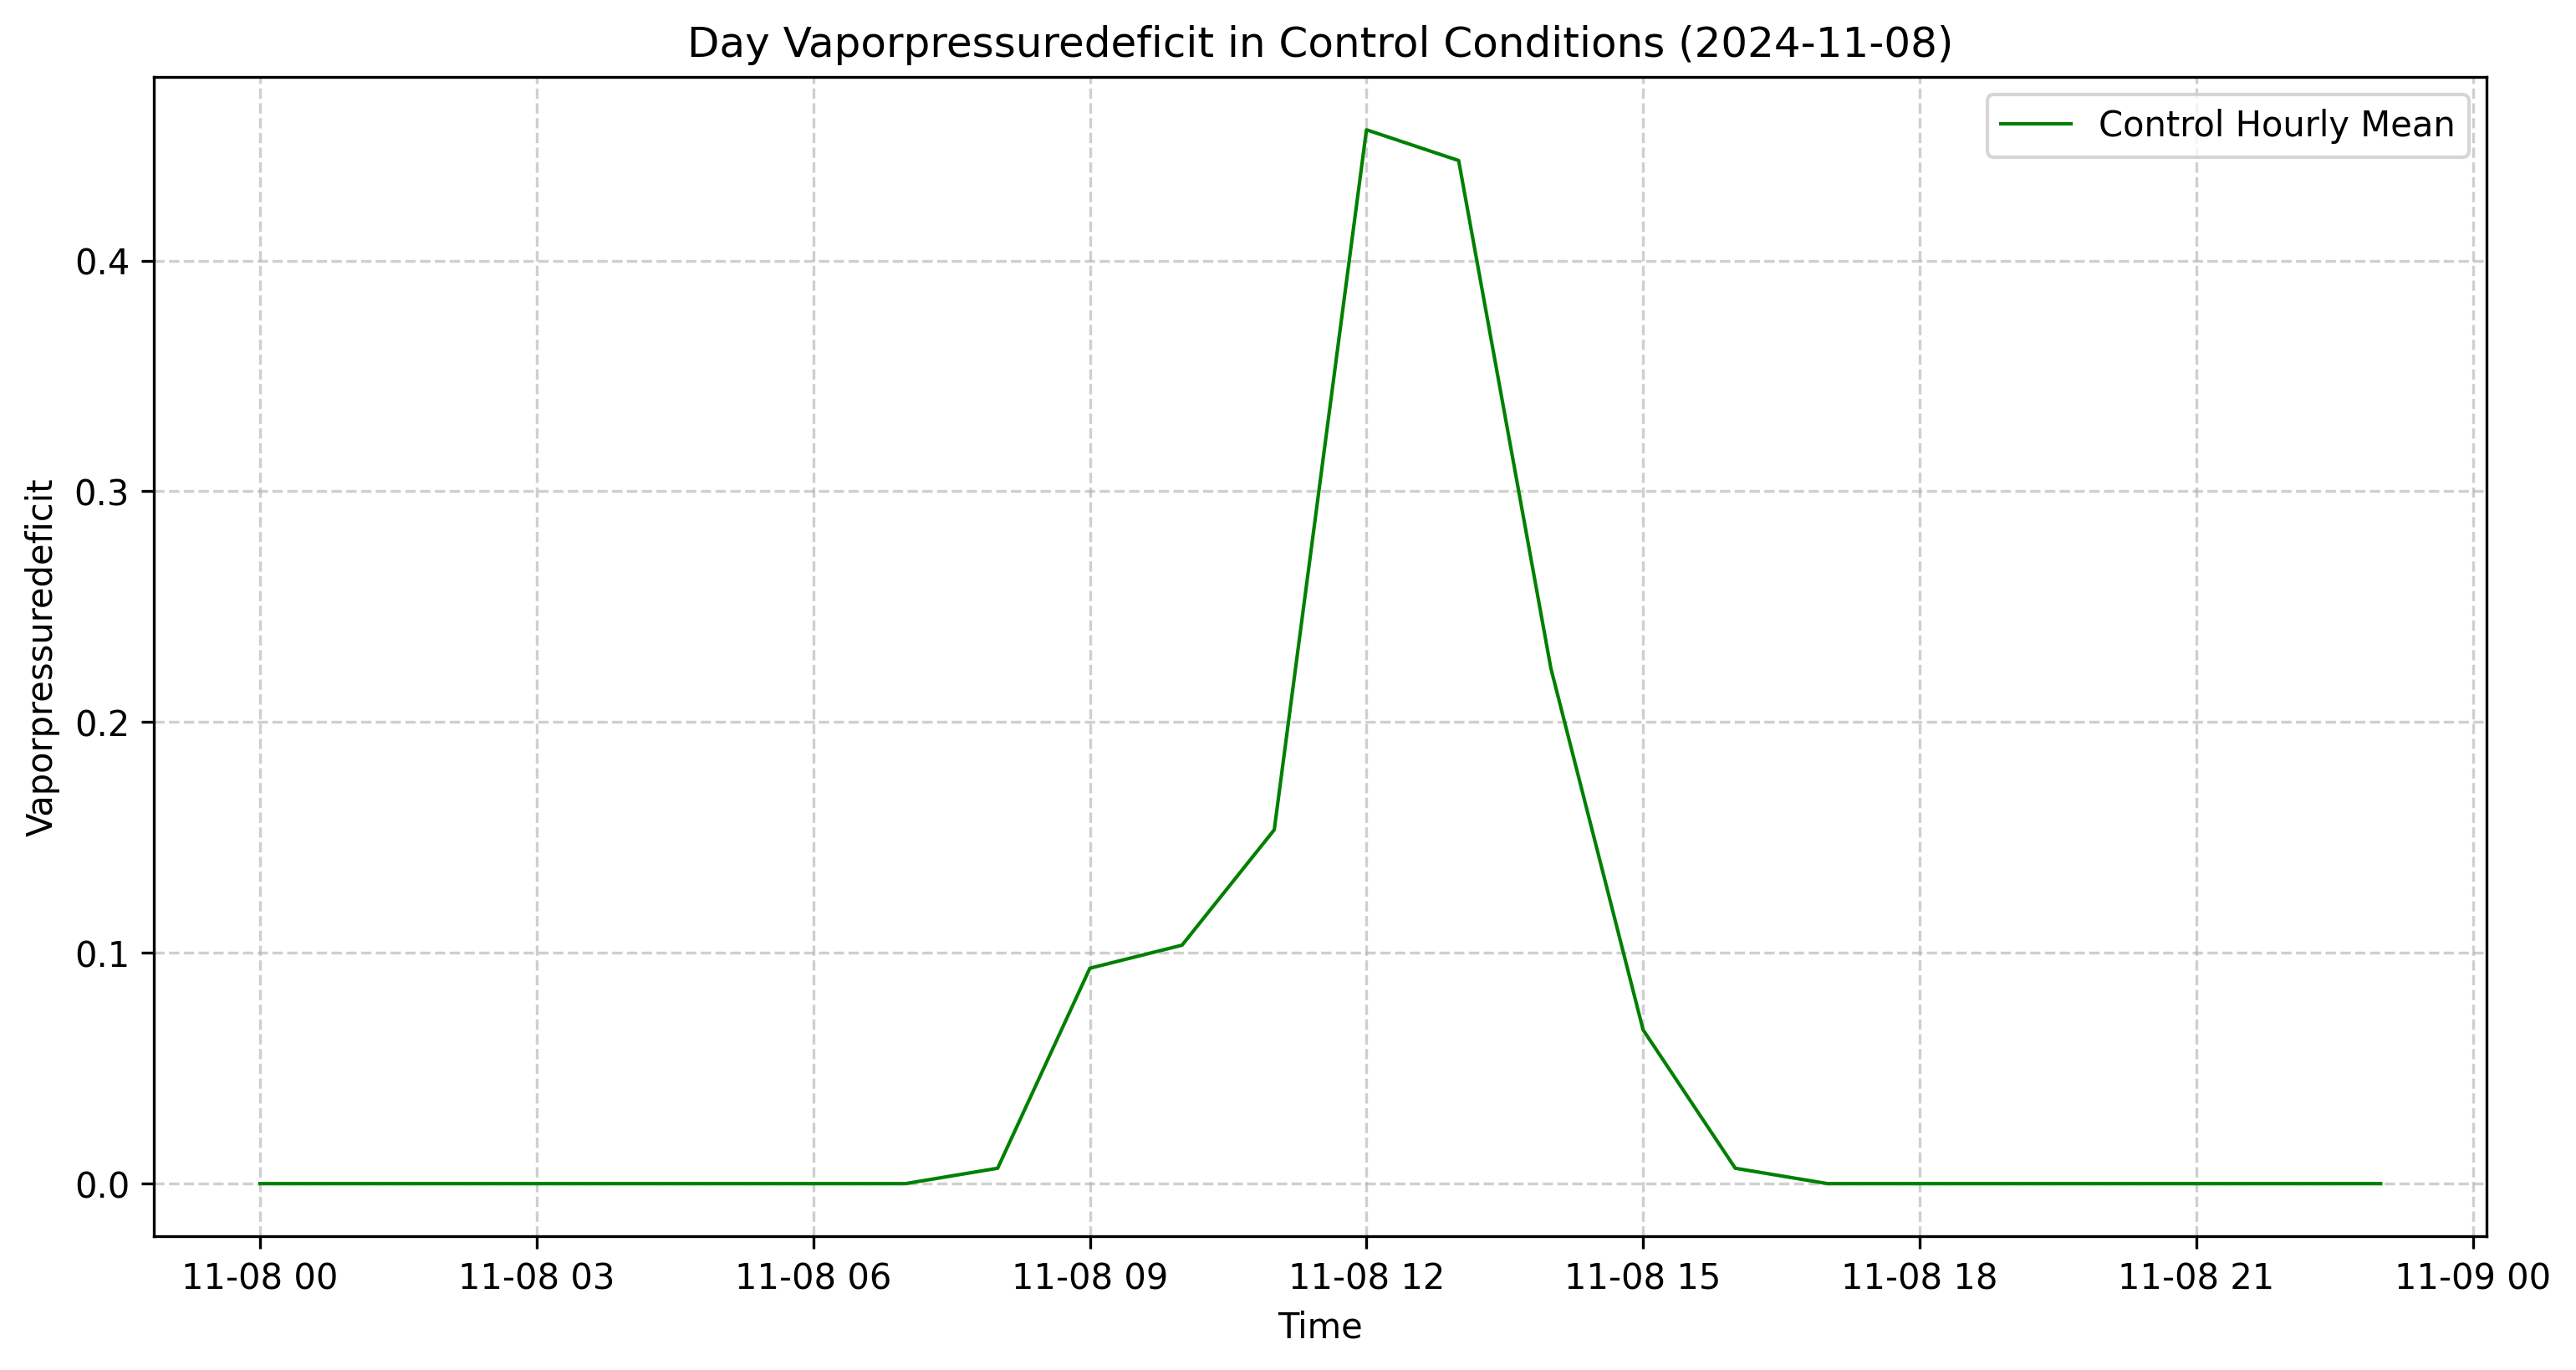 Day Vaporpressuredeficit in Control Conditions (2024-11-08)
Control Hourly Mean
Vaporpressuredeficit
0.4
0.3
0.2
0.1
0.0
11-08 00 11-08 03 11-08 06 11-08 09 11-08 12 11-08 15 11-08 18 11-08 21 11-09 00
Time